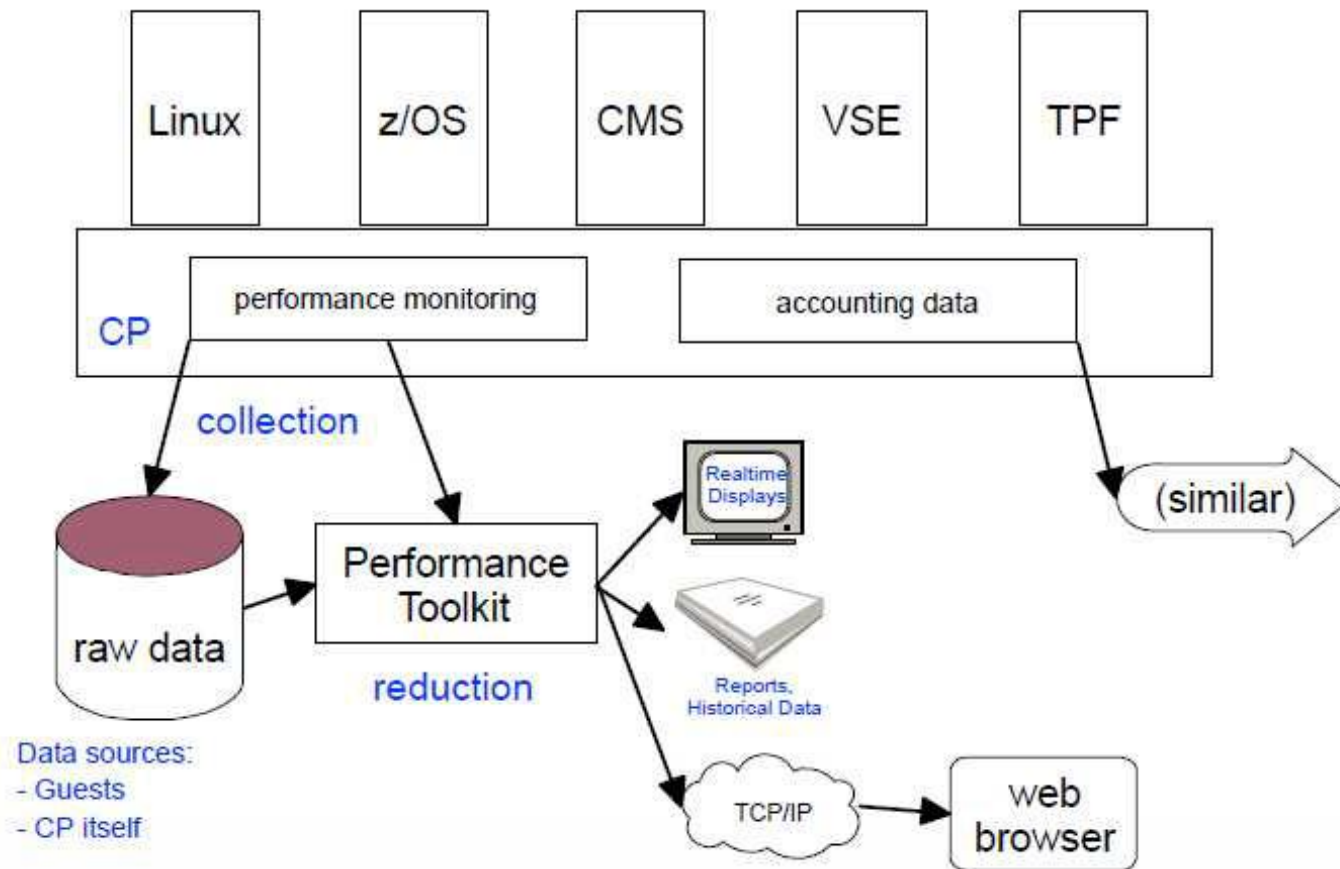 Linux
z/OS
CMS
VSE
TPF
performance monitoring
accounting data
CP
collection
Realtime
Displays
(similar)
Performance
Toolkit
raw data
reduction
Reports,
Historical Data
Data sources:
- Guests
- CP itself
TCP/IP
web
browser